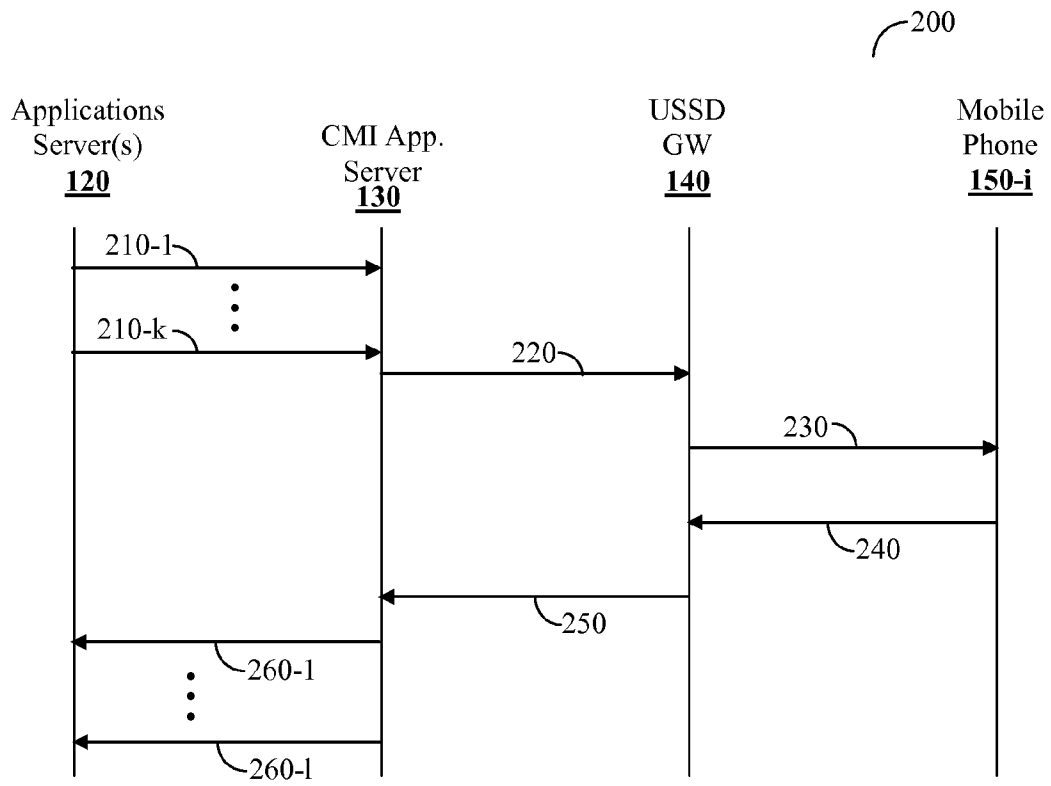 200
Applications
Server(s)
120
CMI App.
Server
130
USSD
GW
140
Mobile
Phone
150-i
210-1
210-k
220
230
240
250
260-1
260-l